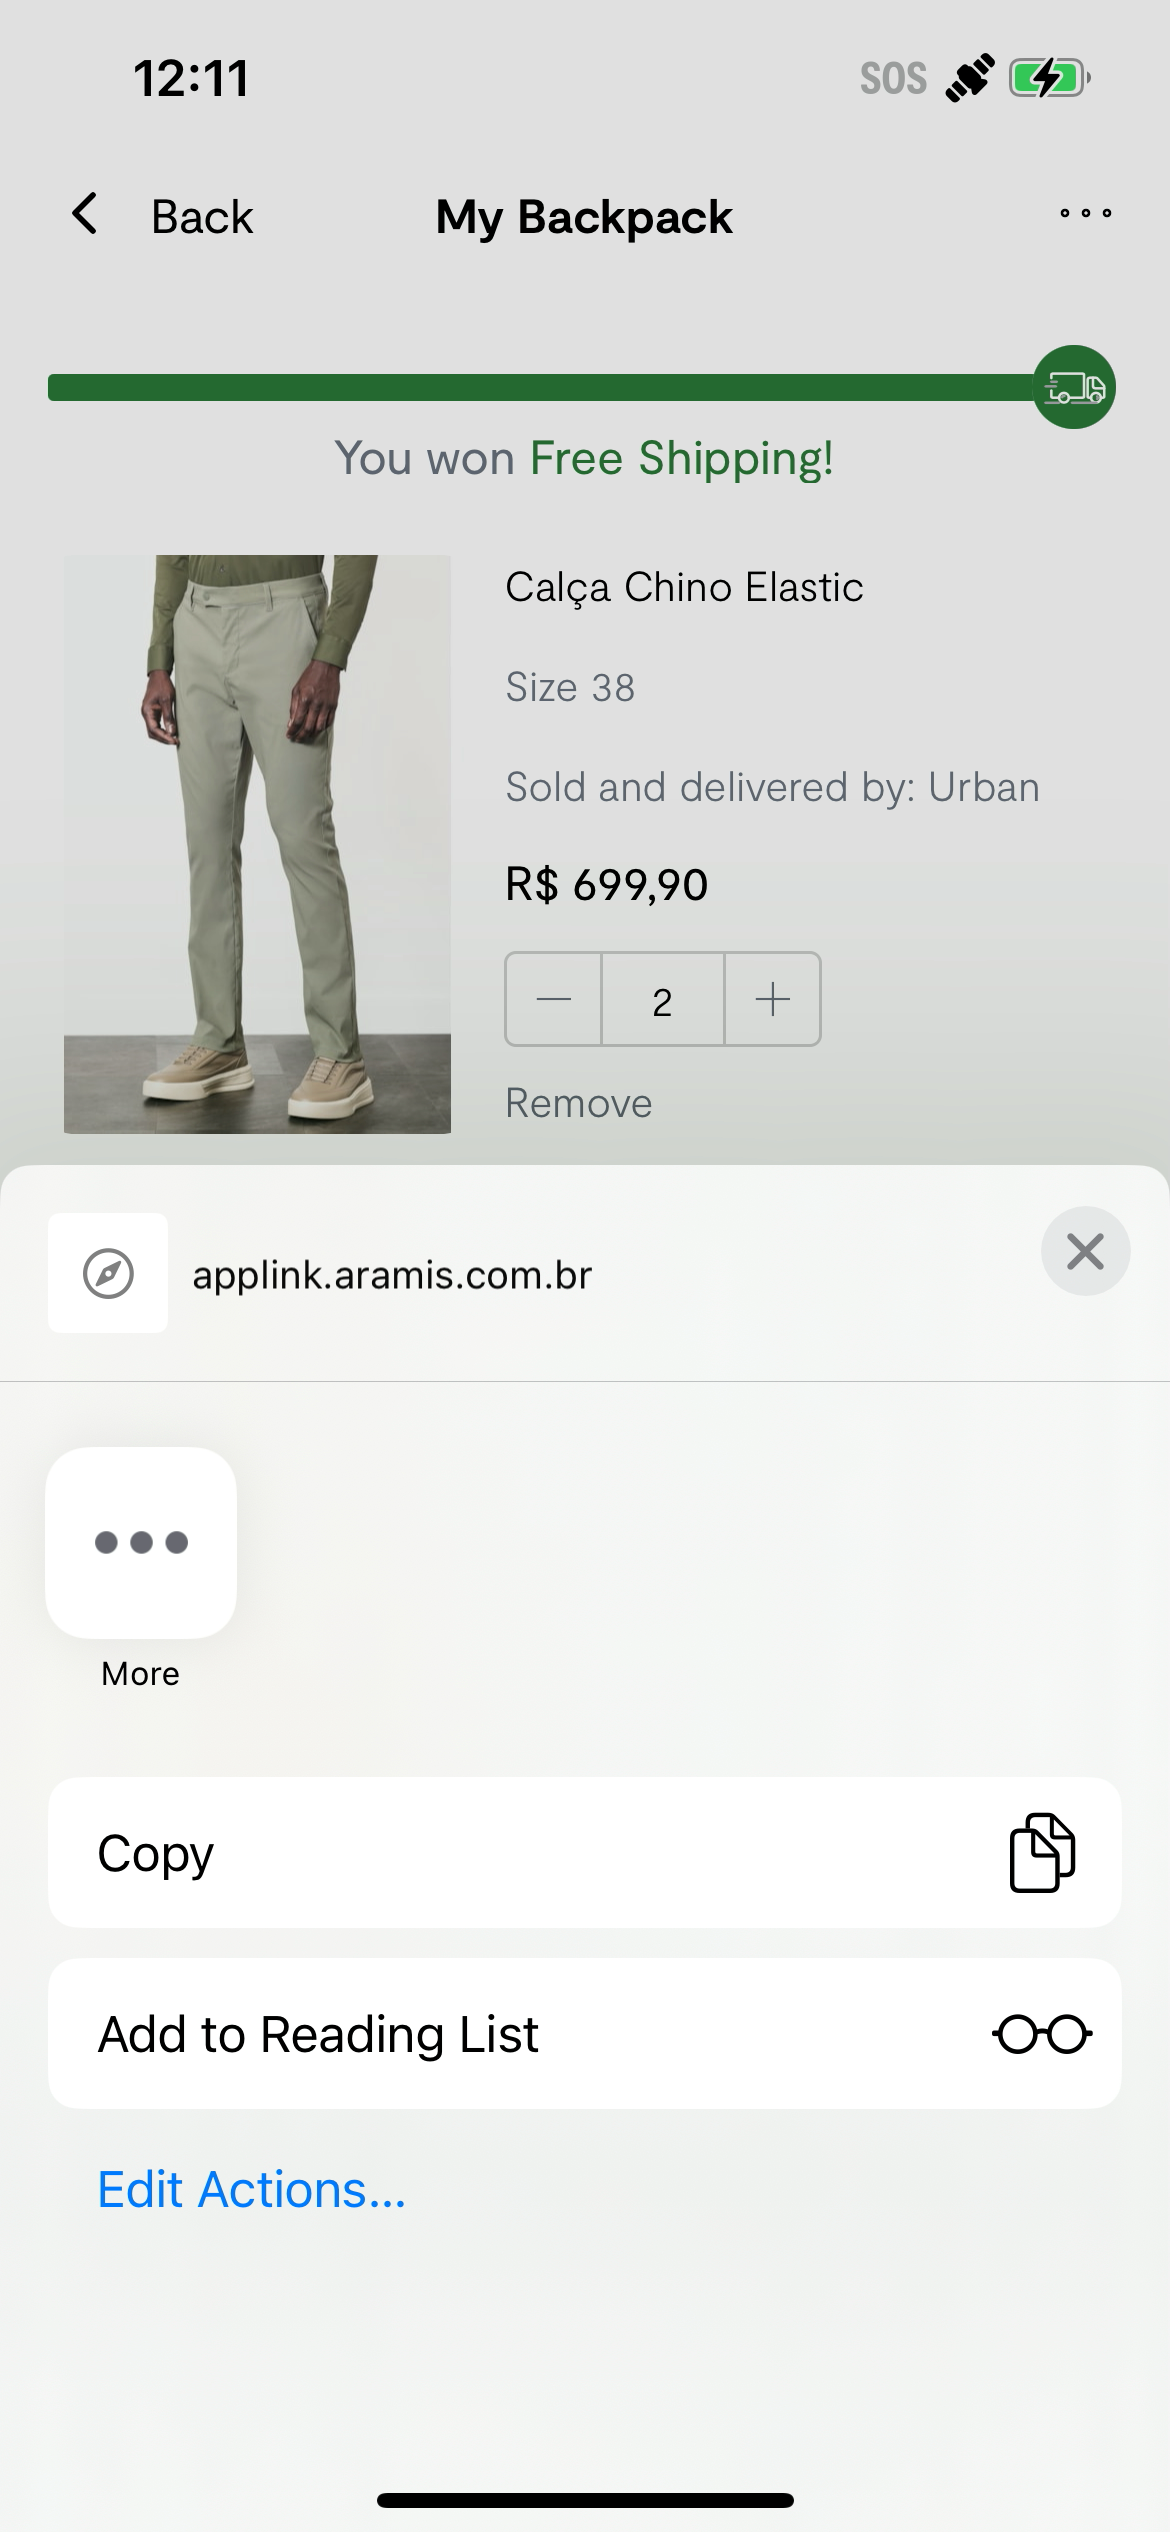 12:11
SOS
Back
My Backpack
You won Free Shipping!
Calça Chino Elastic
Size 38
Sold and delivered by: Urban
R$ 699,90
2
Remove
applink.aramis.com.br
More
Copy
Add to Reading List
Edit Actions...